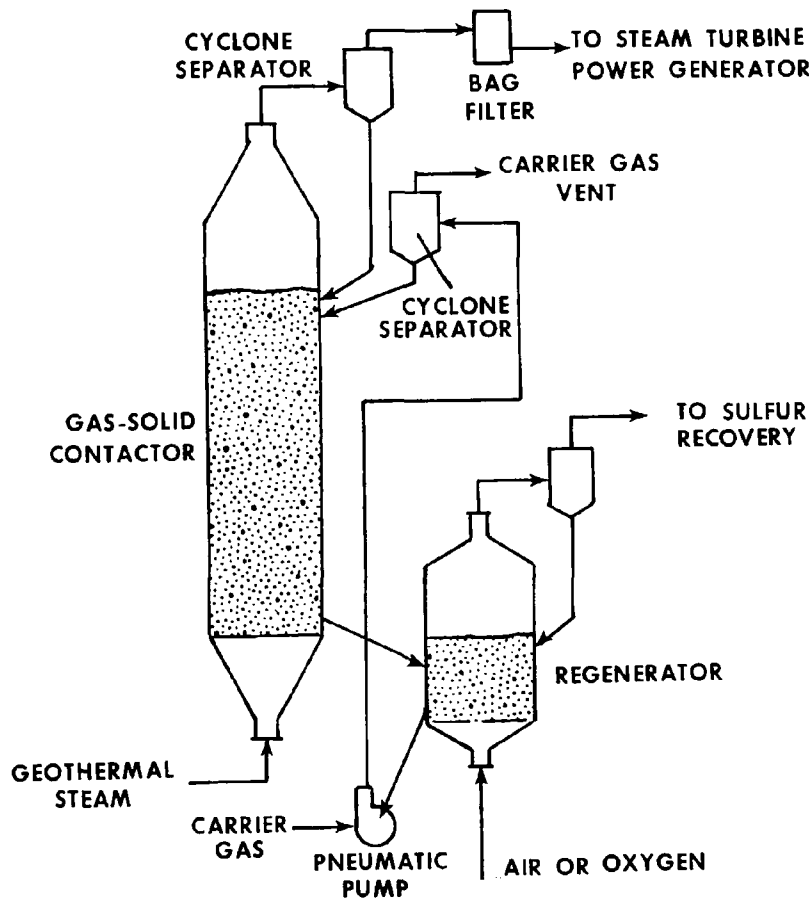 CYCLONE
SEPARATOR
BAG
FILTER
TO STEAM TURBINE
POWER GENERATOR
CARRIER GAS
VENT
CYCLONE
SEPARATOR
GAS-SOLID
CONTACTOR
TO SULFUR
RECOVERY
REGENERATOR
GEOTHERMAL
STEAM
CARRIER
GAS
PNEUMATIC
PUMP
AIR OR OXYGEN